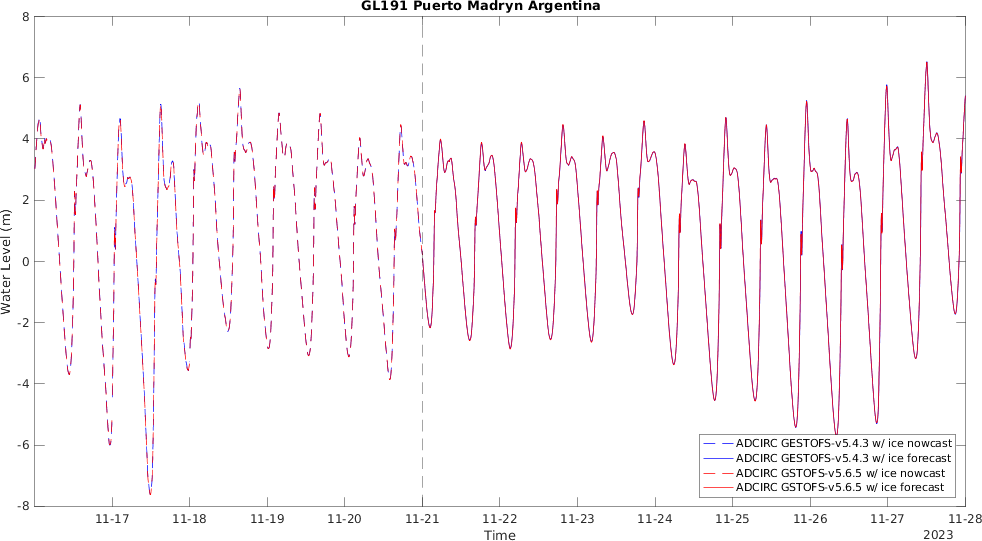 GL191 Puerto Madryn Argentina
8
6
4
2
0
-2
-4
-6
-8
Water Level (m)
ADCIRC GESTOFS-v5.4.3 w/ ice nowcast
ADCIRC GESTOFS-v5.4.3 w/ ice forecast
ADCIRC GSTOFS-v5.6.5 w/ ice nowcast
ADCIRC GSTOFS-v5.6.5 w/ ice forecast
11-17 11-18 11-19 11-20 11-21 11-22 11-23 11-24 11-25 11-26 11-27 11-28
Time
2023